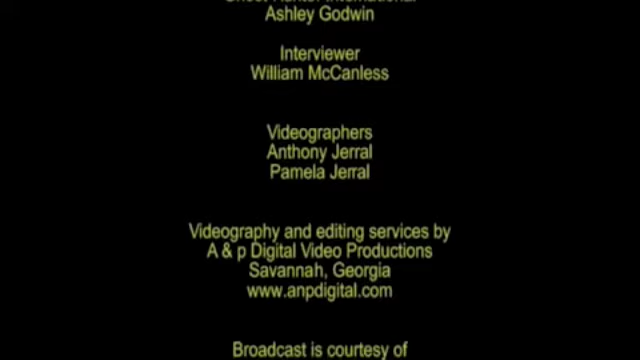 Ashley Godwin
Interviewer
William McCanless
Videographers
Anthony Jerral
Pamela Jerral
Videography and editing services by
A & p Digital Video Productions
Savannah, Georgia
www.anpdigital.com
Broadcast is courtesy of